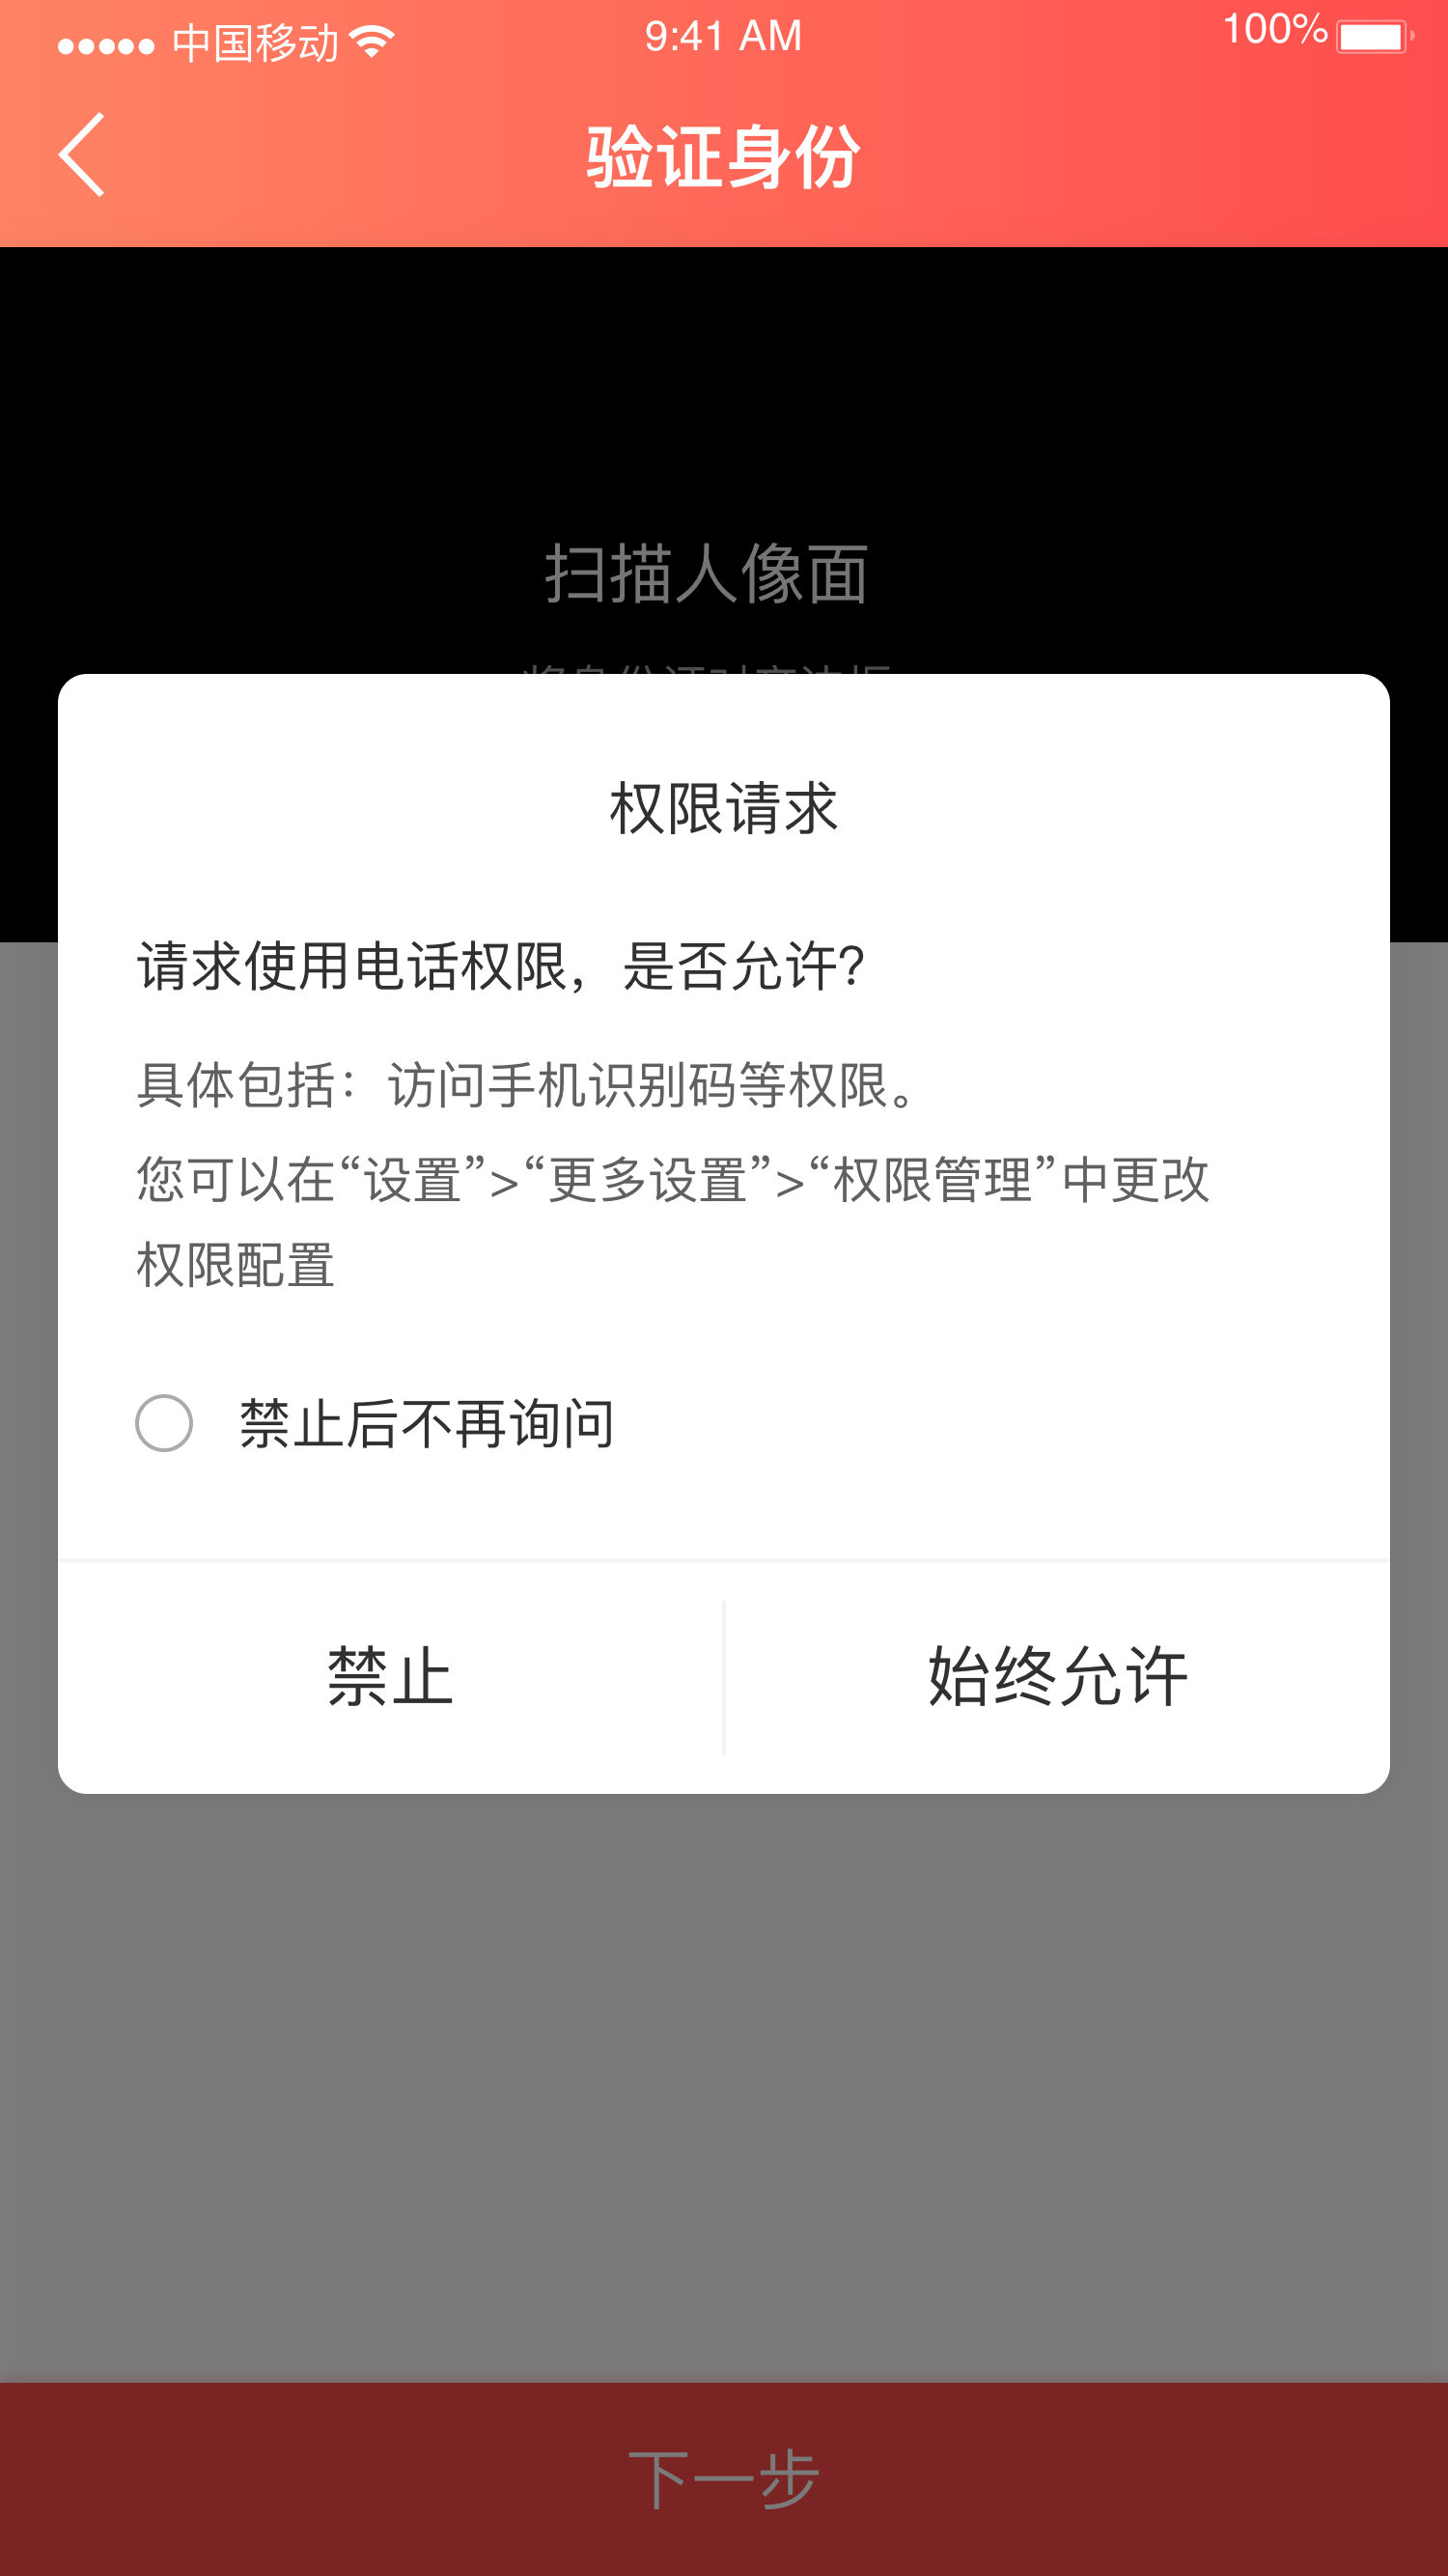 中国移动 9:41 AM 100%
验证身份
扫描人像面
权限请求
请求使用电话权限，是否允许?
具体包括：访问手机识别码等权限。
您可以在“设置”>“更多设置”>“权限管理”中更改
权限配置
禁止后不再询问
禁止 始终允许
下一步